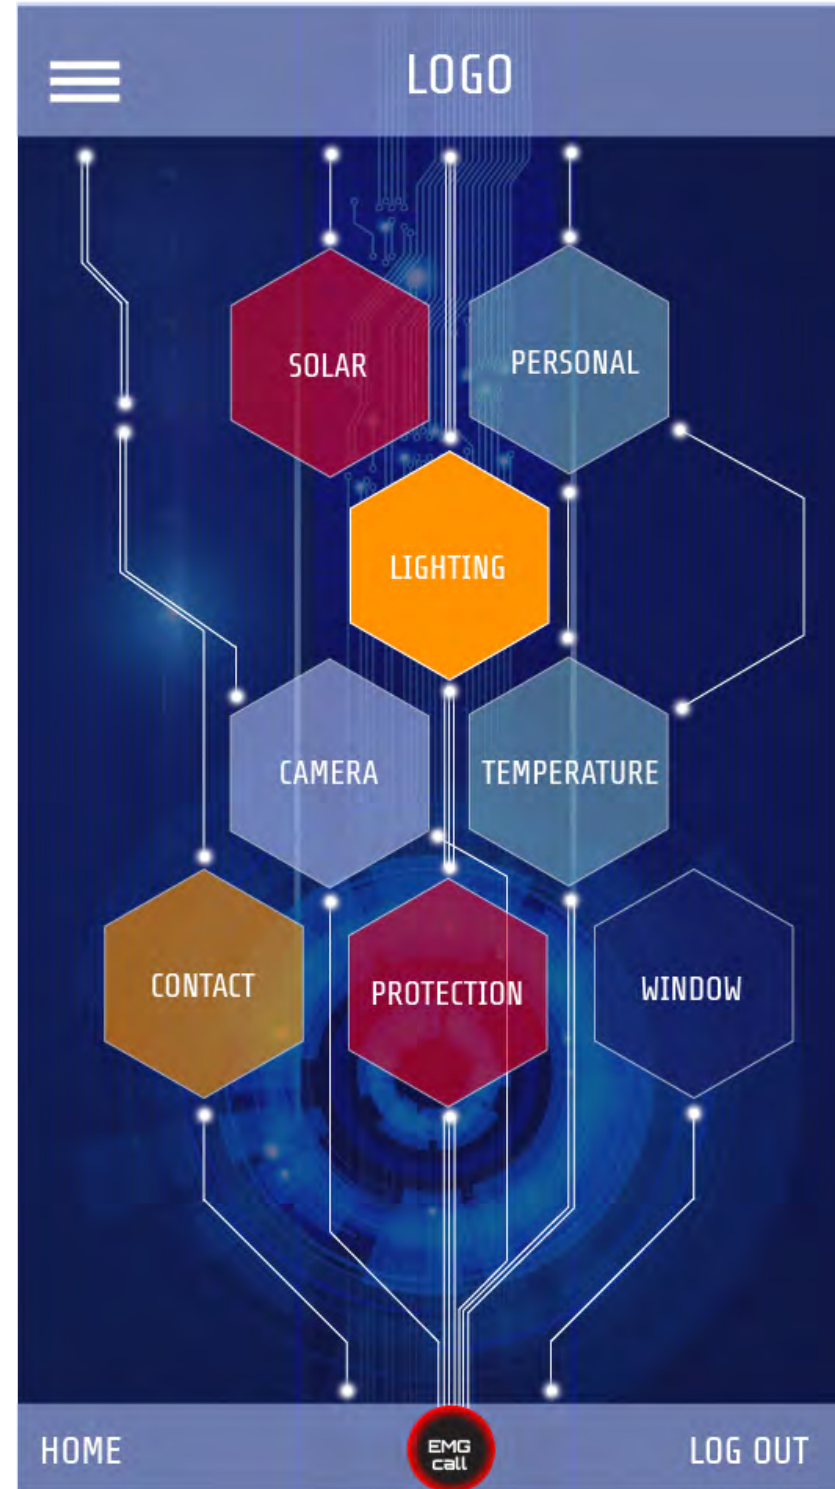 LOGO
SOLAR
PERSONAL
LIGHTING
CAMERA
TEMPERATURE
CONTACT
PROTECTION
WINDOW
HOME
EMG
call
LOG OUT